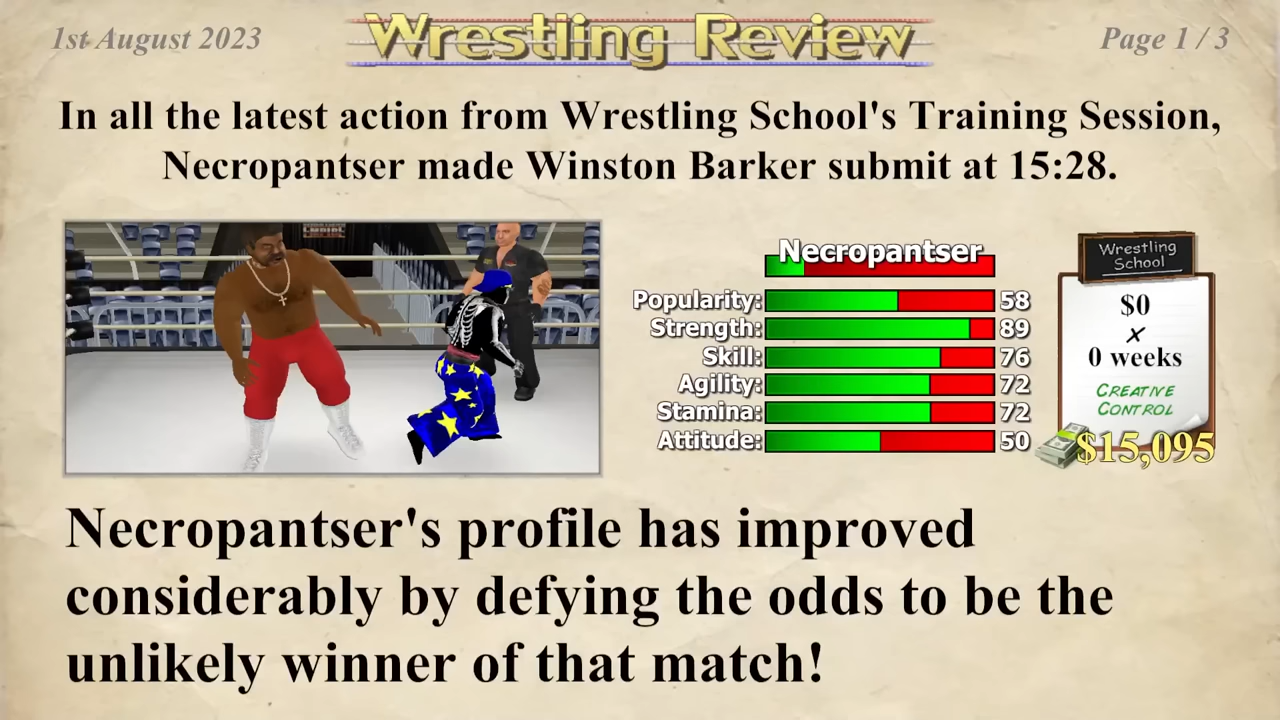 1st August 2023
Wrestling Review
Page 1 / 3
In all the latest action from Wrestling School's Training Session,
Necropantser made Winston Barker submit at 15:28.
Necropantser
Popularity: 58
Strength: 89
Skill: 76
Agility: 72
Stamina: 72
Attitude: 50
Wrestling
School
$0
x
0 weeks
CREATIVE
CONTROL
$15,095
Necropantser's profile has improved
considerably by defying the odds to be the
unlikely winner of that match!